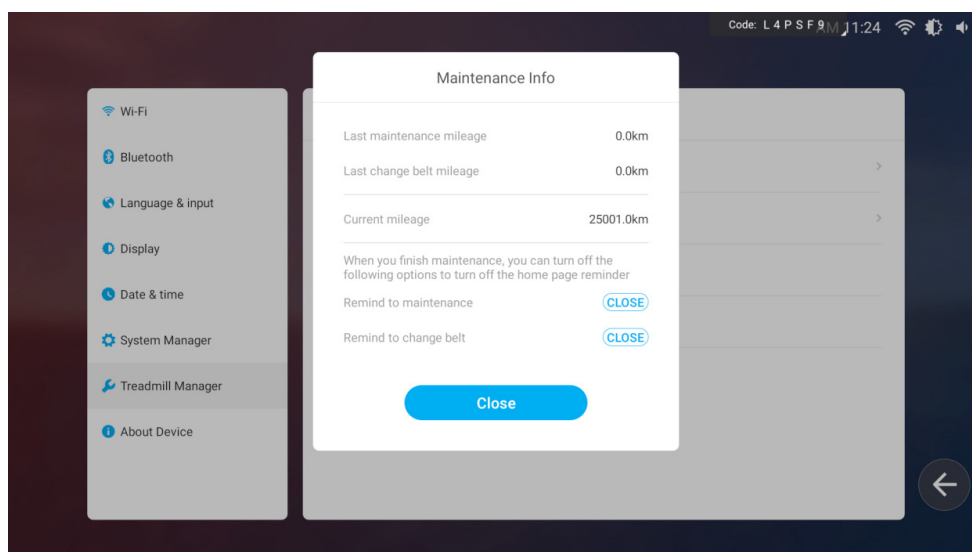 Code: L 4 P S F 9
AM 11:24
Maintenance Info
Wi-Fi
Bluetooth
Language & input
Display
Date & time
System Manager
Treadmill Manager
About Device
Last maintenance mileage 0.0km
Last change belt mileage 0.0km
Current mileage 25001.0km
When you finish maintenance, you can turn off the
following options to turn off the home page reminder
Remind to maintenance CLOSE
Remind to change belt CLOSE
Close